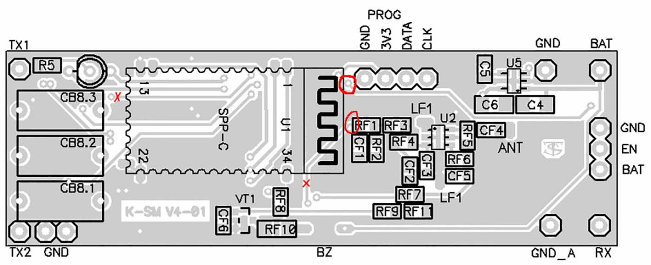 PROG
GND 3V3 DATA CLK
TX1 GND BAT
R5 C5 U5
CB8.3 13 1 C6 C4
LF1
SPP-C U1 RF1 RF3 U2 CF4 GND
CB8.2 CF1 RF2 RF4 RF5 ANT EN
22 34 RF6
CB8.1 CF2 CF3 CF5 BAT
VT1 RF8 RF7 LF1
K-SM V4-01 RF9 RF11
CF6 RF10
TX2 GND BZ GND_A RX